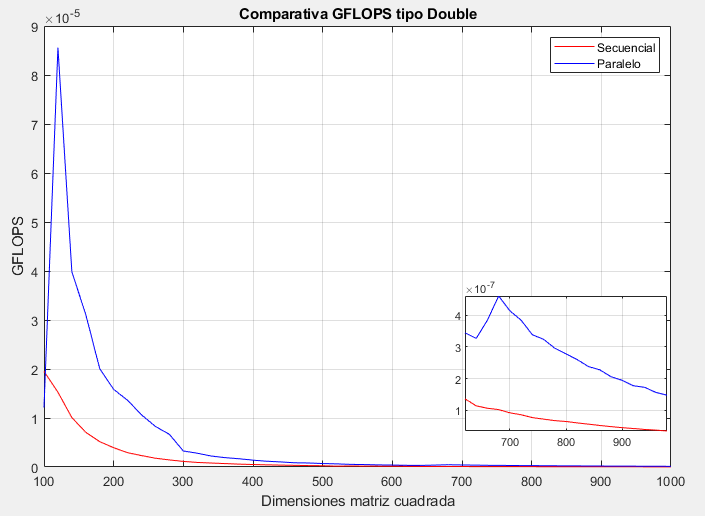 Comparativa GFLOPS tipo Double
×10⁻⁵
9
8
7
6
5
4
3
2
1
0
GFLOPS
Secuencial
Paralelo
×10⁻⁷
4
3
2
1
700 800 900
100 200 300 400 500 600 700 800 900 1000
Dimensiones matriz cuadrada